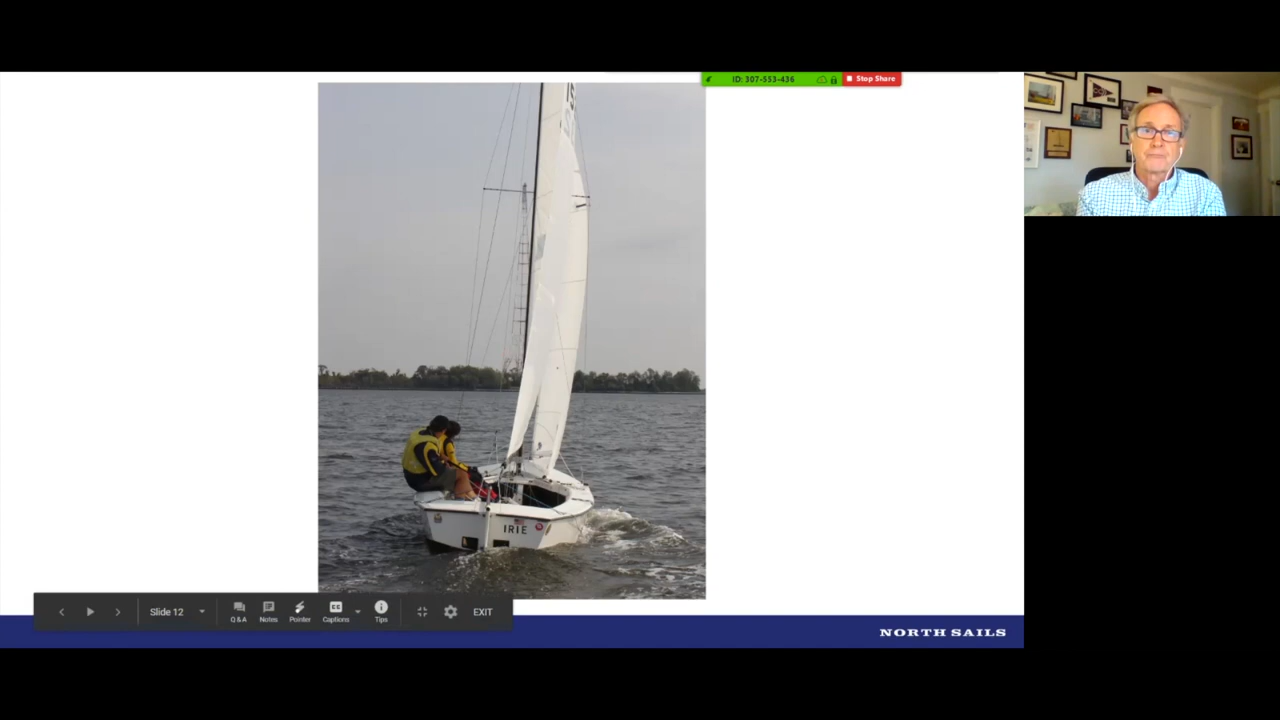 ID: 307-553-436
Stop Share
IRIE
Slide 12
Q&A
Notes
Pointer
Captions
Tips
EXIT
NORTH SAILS